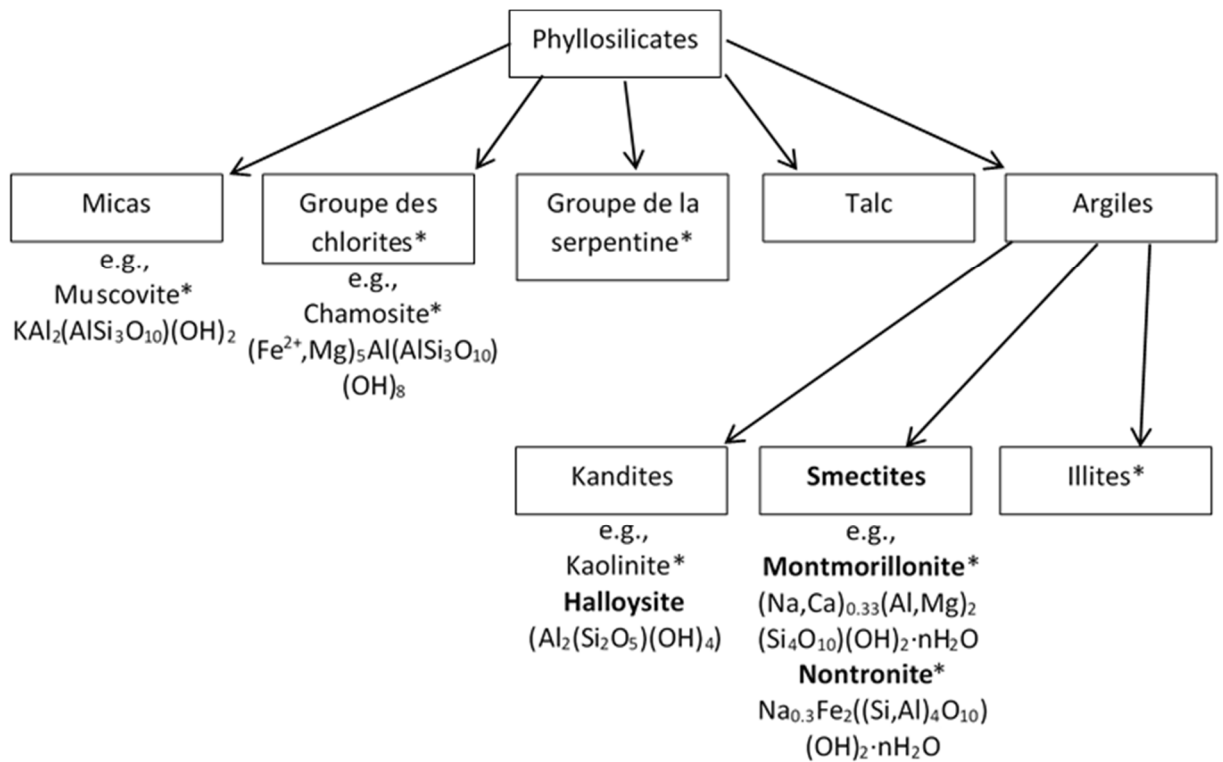 Phyllosilicates
Micas
e.g.,
Muscovite*
KAl₂(AlSi₃O₁₀)(OH)₂
Groupe des
chlorites*
e.g.,
Chamosite*
(Fe²⁺,Mg)₅Al(AlSi₃O₁₀)
(OH)₈
Groupe de la
serpentine*
Talc
Argiles
Kandites
e.g.,
Kaolinite*
Halloysite
(Al₂(Si₂O₅)(OH)₄)
Smectites
e.g.,
Montmorillonite*
(Na,Ca)₀.₃₃(Al,Mg)₂
(Si₄O₁₀)(OH)₂·nH₂O
Nontronite*
Na₀.₃Fe₂((Si,Al)₄O₁₀)
(OH)₂·nH₂O
Illites*